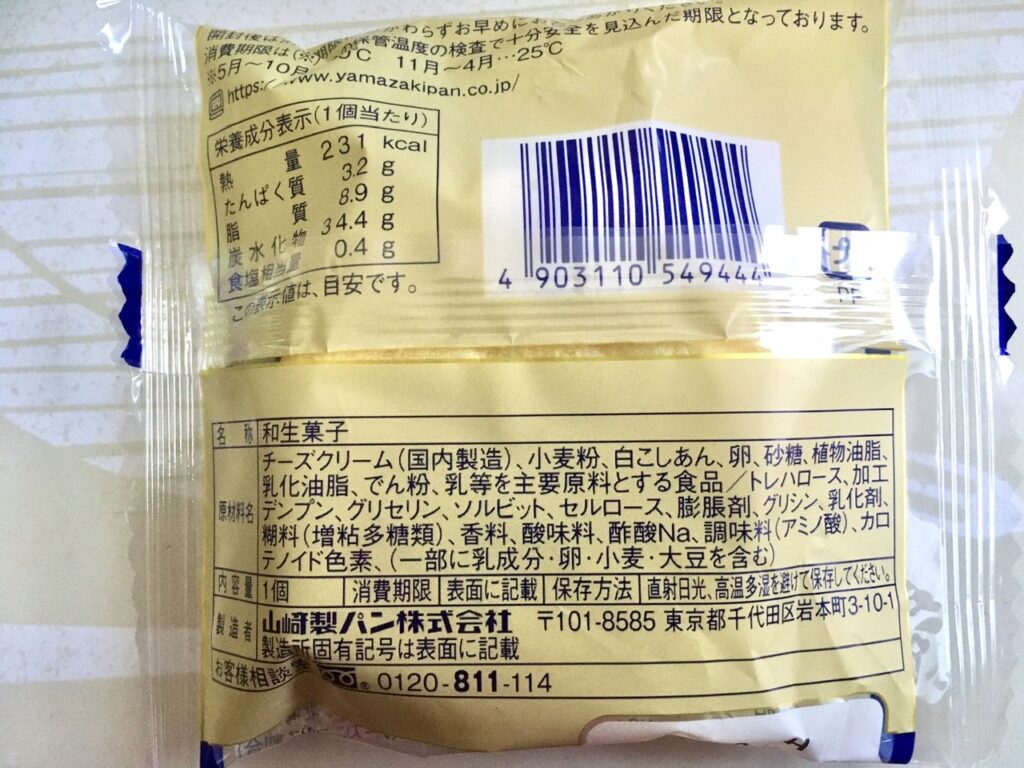 わらずお早めに
消費期限は(※)保管温度の検査で十分安全を見込んだ期限となっております。
※5月～10月 ℃ 11月～4月…25℃
https://www.yamazakipan.co.jp/
栄養成分表示(1個当たり)
熱量 231 kcal
たんぱく質 3.2 g
脂質 8.9 g
炭水化物 34.4 g
食塩相当量 0.4 g
この表示値は、目安です。
4 903110 549444
プ
名称 和生菓子
原材料名 チーズクリーム(国内製造)、小麦粉、白こしあん、卵、砂糖、植物油脂、
乳化油脂、でん粉、乳等を主要原料とする食品／トレハロース、加工
デンプン、グリセリン、ソルビット、セルロース、膨脹剤、グリシン、乳化剤、
糊料(増粘多糖類)、香料、酸味料、酢酸Na、調味料(アミノ酸)、カロ
テノイド色素、(一部に乳成分・卵・小麦・大豆を含む)
内容量 1個 消費期限 表面に記載 保存方法 直射日光、高温多湿を避けて保存してください。
製造者 山崎製パン株式会社 〒101-8585 東京都千代田区岩本町3-10-1
製造所固有記号は表面に記載
お客様相談 0120-811-114